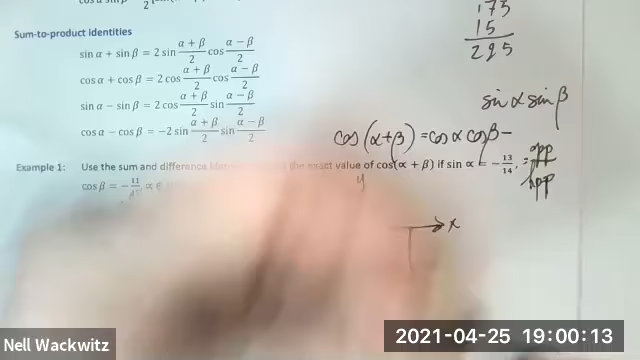 Sum-to-product identities
sin α + sin β = 2 sin (α + β)/2 cos (α − β)/2
cos α + cos β = 2 cos (α + β)/2 cos (α − β)/2
sin α − sin β = 2 cos (α + β)/2 sin (α − β)/2
cos α − cos β = −2 sin (α + β)/2 sin (α − β)/2
175
15
225
sin α sin β
cos (α+β) = cos α cos β −
Example 1: Use the sum and difference the exact value of cos(α + β) if sin α = −13/14, = opp/hyp
cos β = −11/
y
x
Nell Wackwitz
2021-04-25 19:00:13